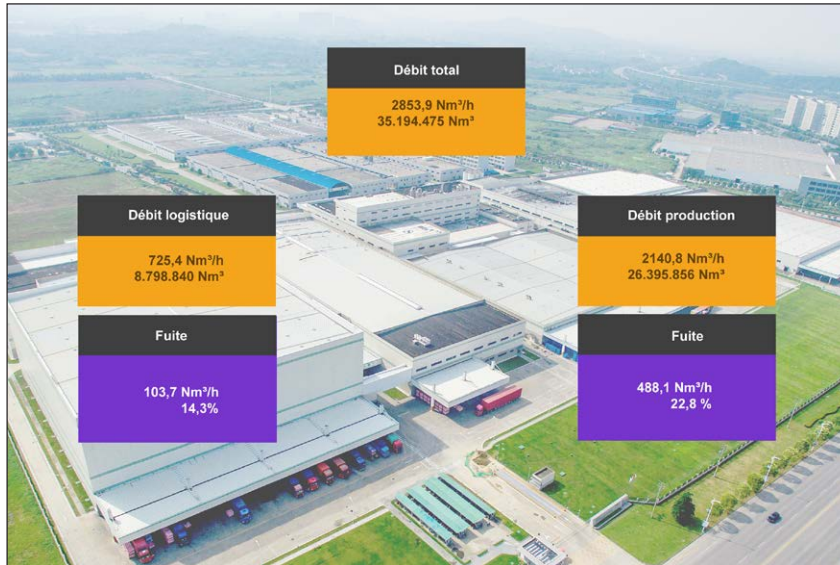 Débit total
2853,9 Nm³/h
35.194.475 Nm³
Débit logistique
725,4 Nm³/h
8.798.840 Nm³
Fuite
103,7 Nm³/h
14,3%
Débit production
2140,8 Nm³/h
26.395.856 Nm³
Fuite
488,1 Nm³/h
22,8 %